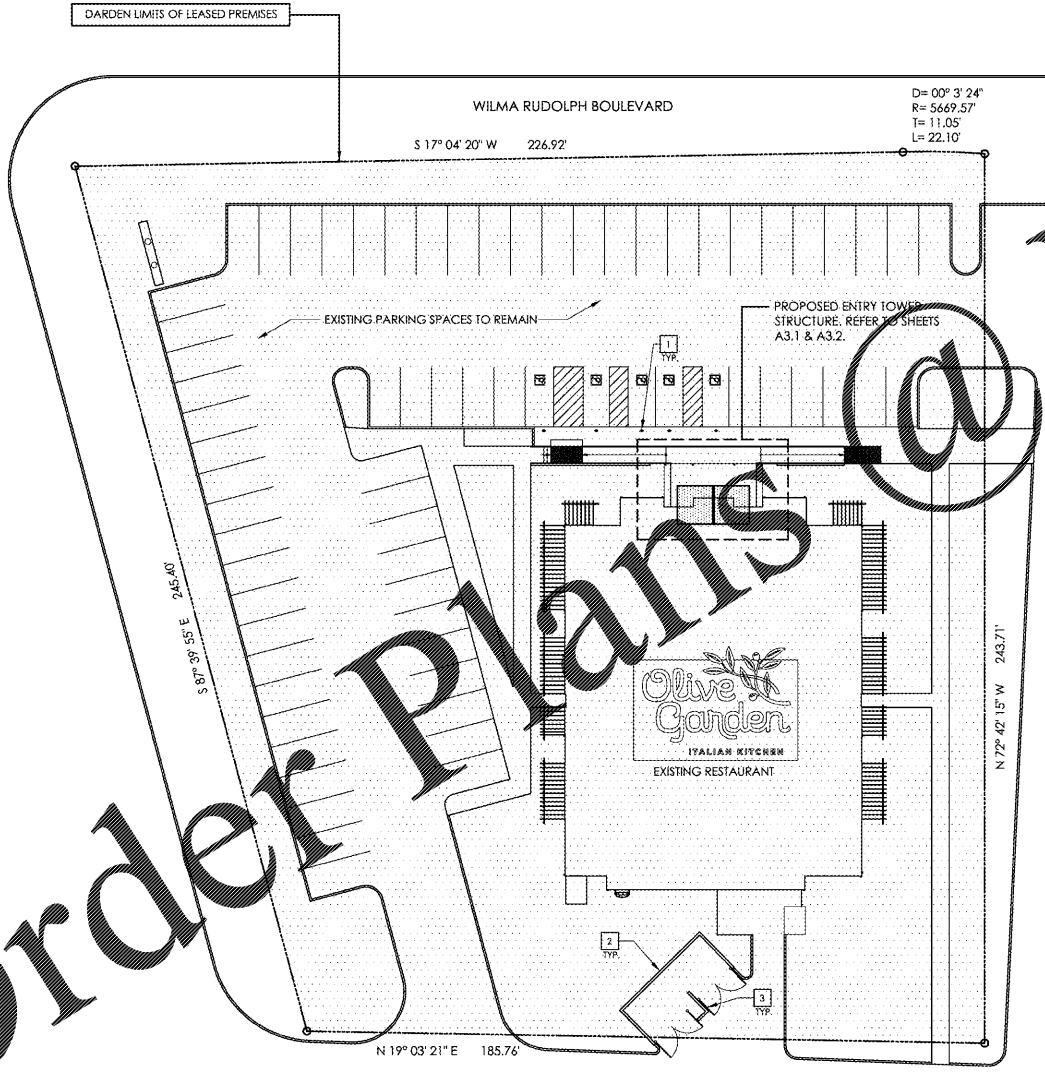 DARDEN LIMITS OF LEASED PREMISES
WILMA RUDOLPH BOULEVARD
D= 00° 3' 24"
R= 5669.57'
T= 11.05'
L= 22.10'
S 17° 04' 20" W 226.92'
EXISTING PARKING SPACES TO REMAIN
PROPOSED ENTRY TOWER
STRUCTURE. REFER TO SHEETS
A3.1 & A3.2.
1
TYP.
S 87° 39' 55" E 245.40'
N 72° 42' 15" W 243.71'
Olive
Garden
ITALIAN KITCHEN
EXISTING RESTAURANT
2
TYP.
3
TYP.
N 19° 03' 21" E 185.76'
order Plans @